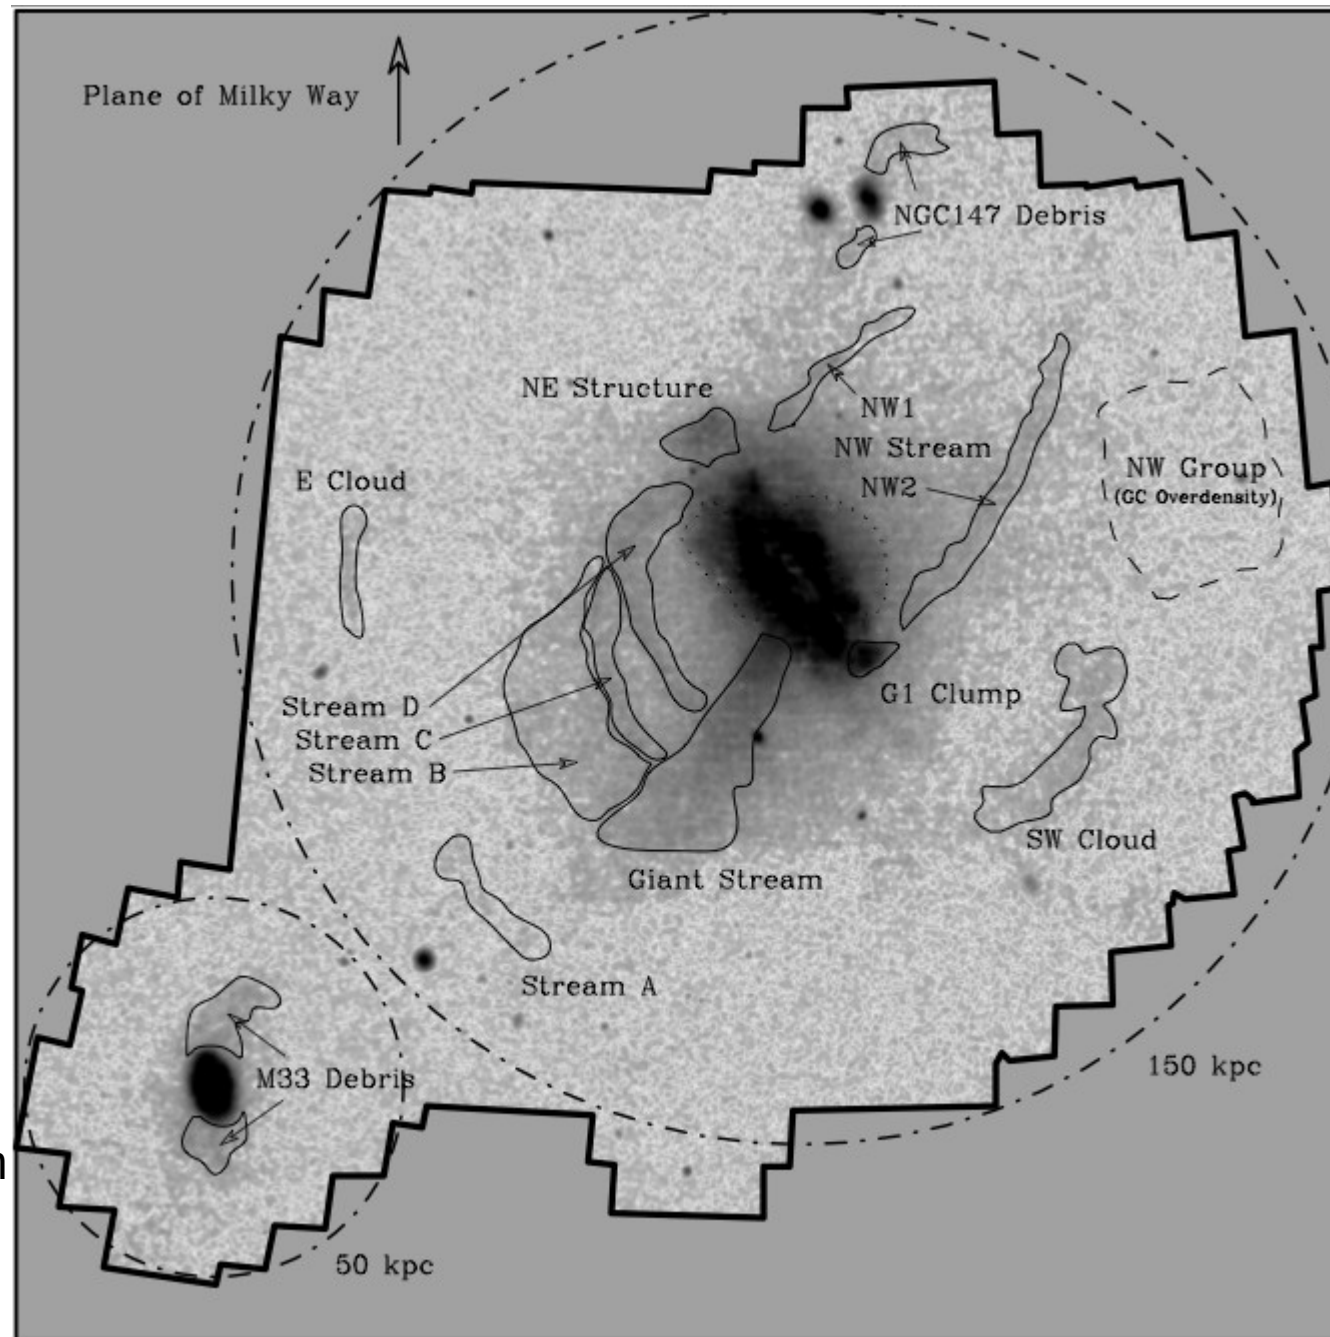 Plane of Milky Way
NGC147 Debris
NE Structure
NW1
NW Stream
NW2
NW Group
(GC Overdensity)
E Cloud
Stream D
Stream C
Stream B
G1 Clump
SW Cloud
Giant Stream
Stream A
M33 Debris
150 kpc
50 kpc